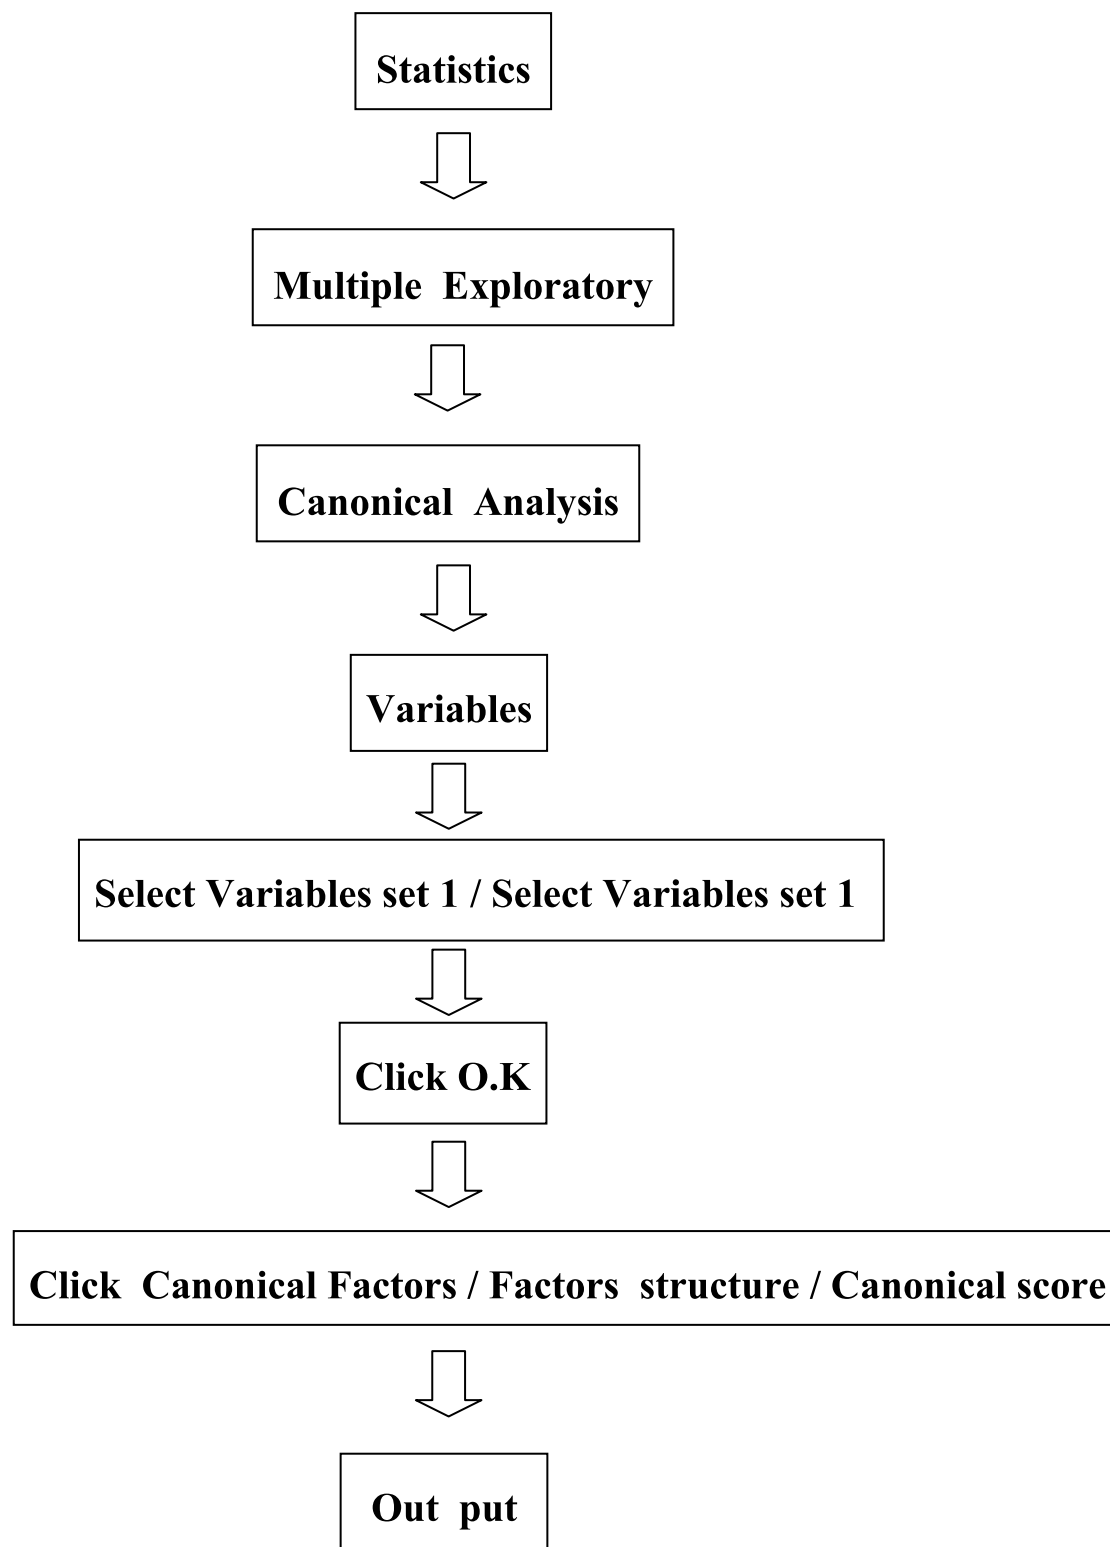 Statistics
Multiple Exploratory
Canonical Analysis
Variables
Select Variables set 1 / Select Variables set 1
Click O.K
Click Canonical Factors / Factors structure / Canonical score
Out put